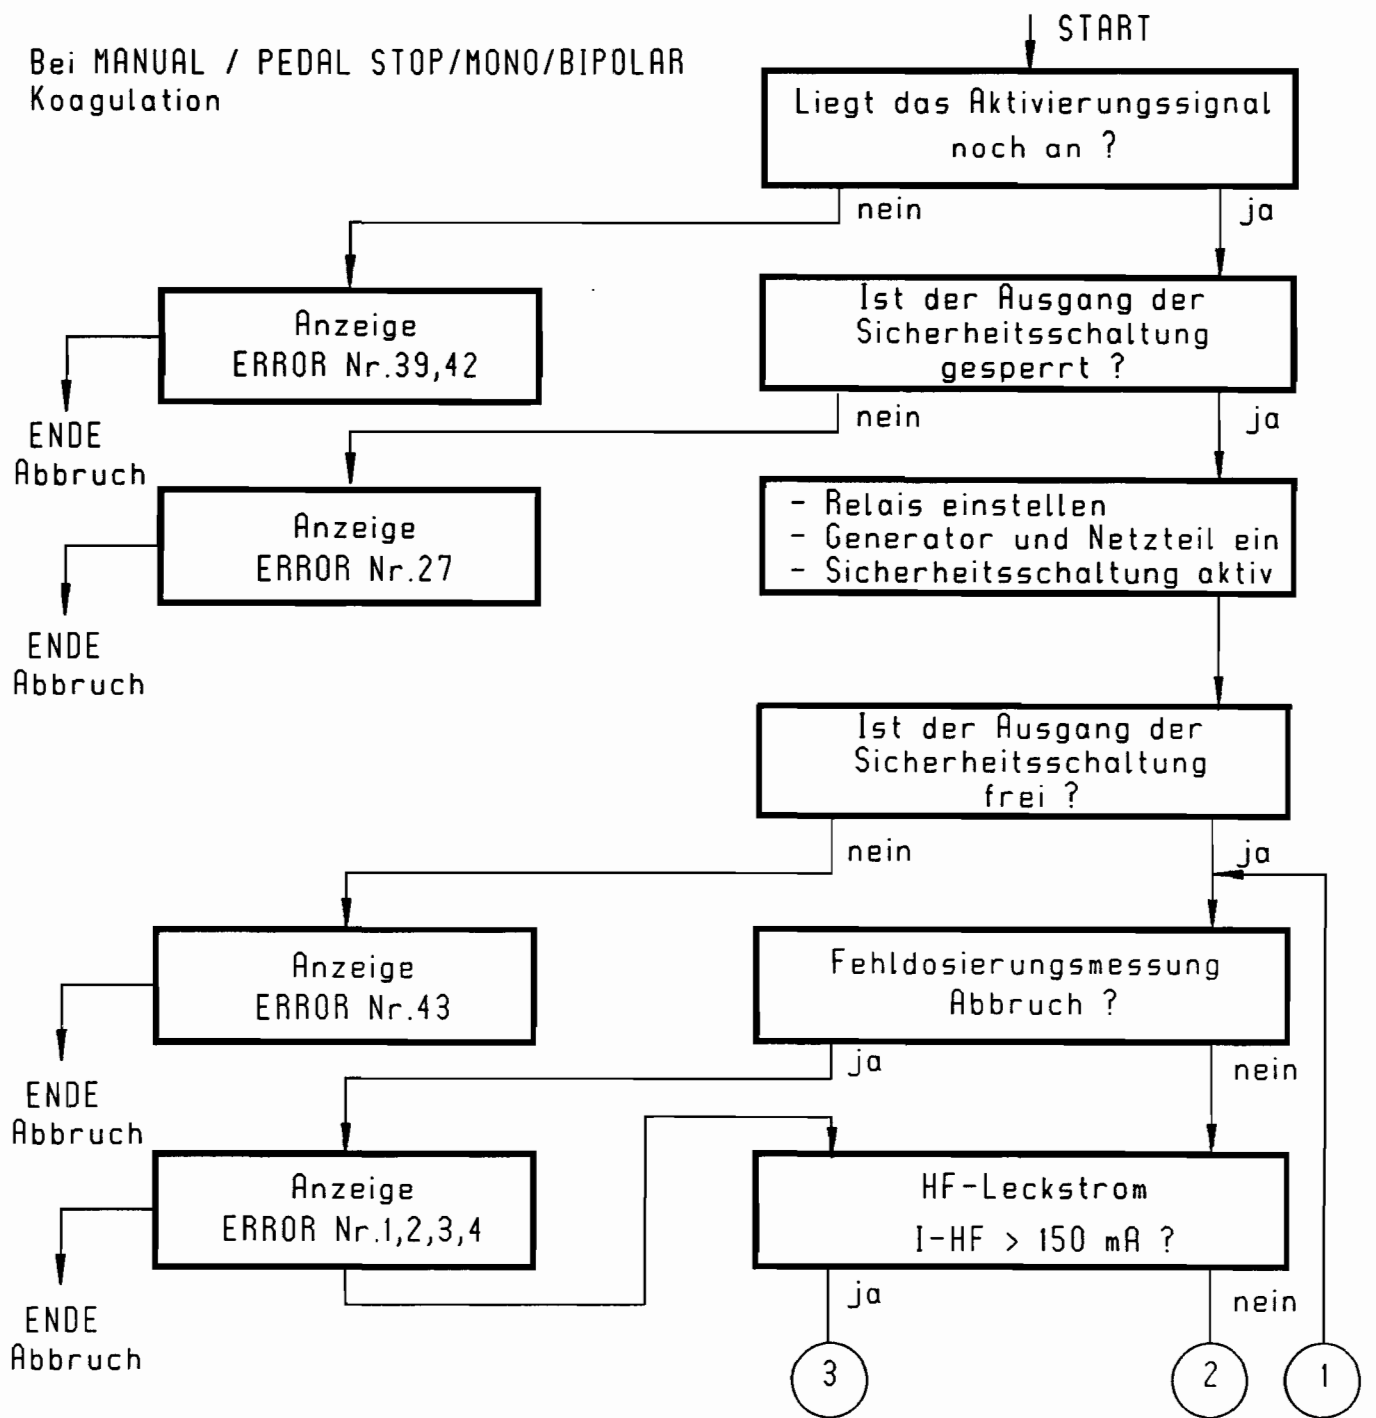 START
Bei MANUAL / PEDAL STOP/MONO/BIPOLAR
Koagulation
Liegt das Aktivierungssignal
noch an ?
nein
ja
Anzeige
ERROR Nr.39,42
ENDE
Abbruch
Ist der Ausgang der
Sicherheitsschaltung
gesperrt ?
nein
ja
Anzeige
ERROR Nr.27
ENDE
Abbruch
- Relais einstellen
- Generator und Netzteil ein
- Sicherheitsschaltung aktiv
Ist der Ausgang der
Sicherheitsschaltung
frei ?
nein
ja
Anzeige
ERROR Nr.43
ENDE
Abbruch
Fehldosierungsmessung
Abbruch ?
ja
nein
Anzeige
ERROR Nr.1,2,3,4
ENDE
Abbruch
HF-Leckstrom
I-HF > 150 mA ?
ja
nein
3
2
1